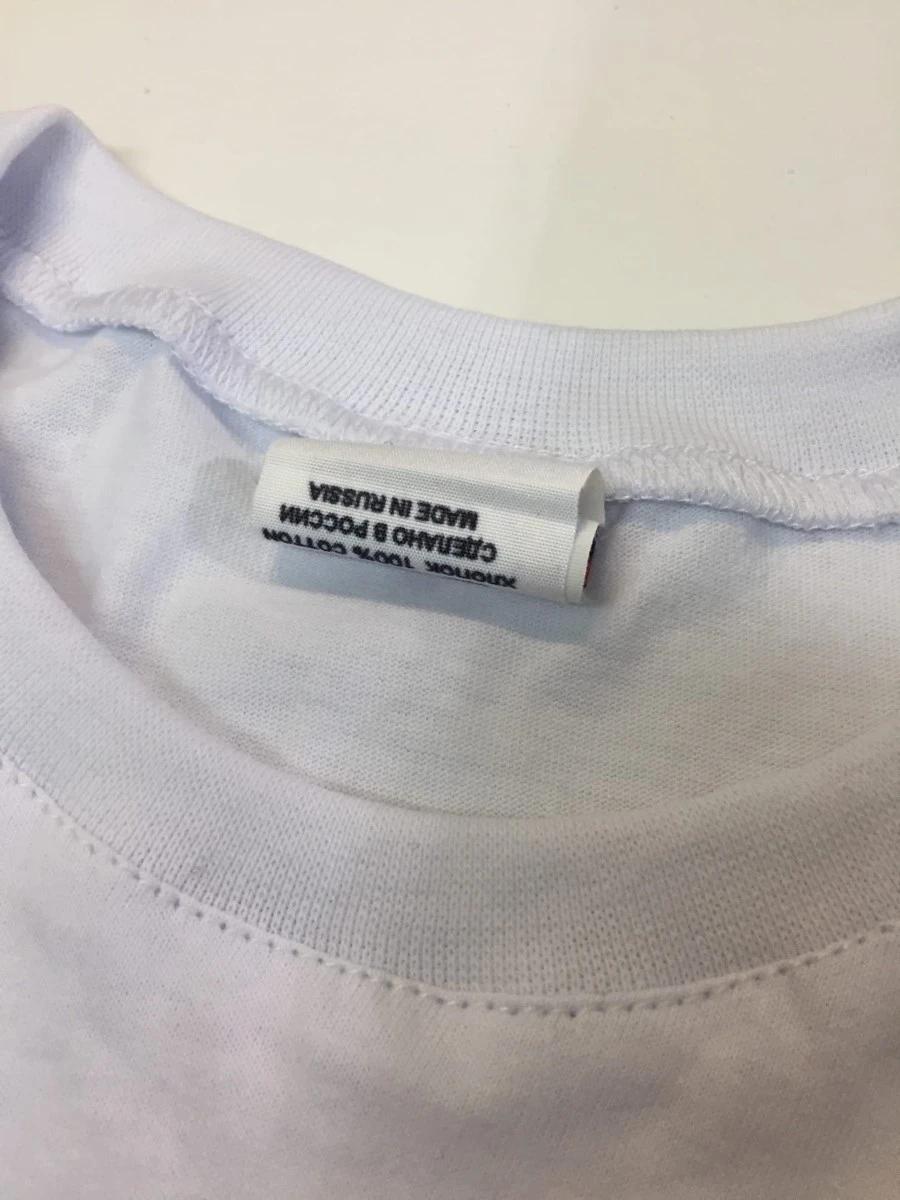 ХЛОПОК 100% COTTON
СДЕЛАНО В РОССИИ
MADE IN RUSSIA